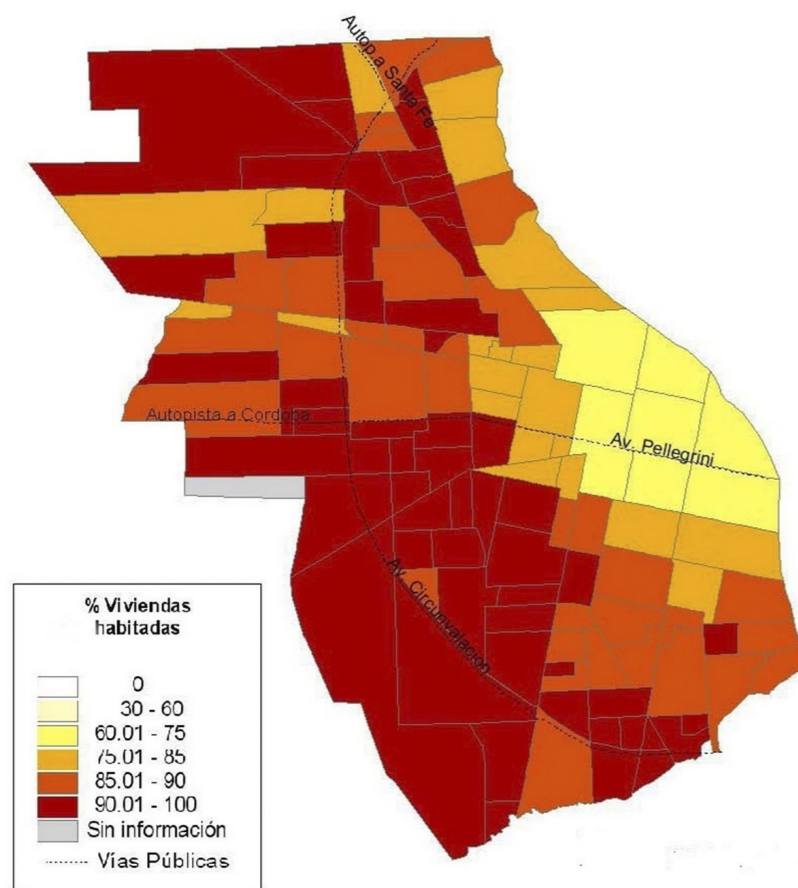 Autop.a Santa Fe
Autopista a Cordoba
Av. Pellegrini
Av. Circunvalacion
% Viviendas
habitadas
0
30 - 60
60.01 - 75
75.01 - 85
85.01 - 90
90.01 - 100
Sin información
Vías Públicas